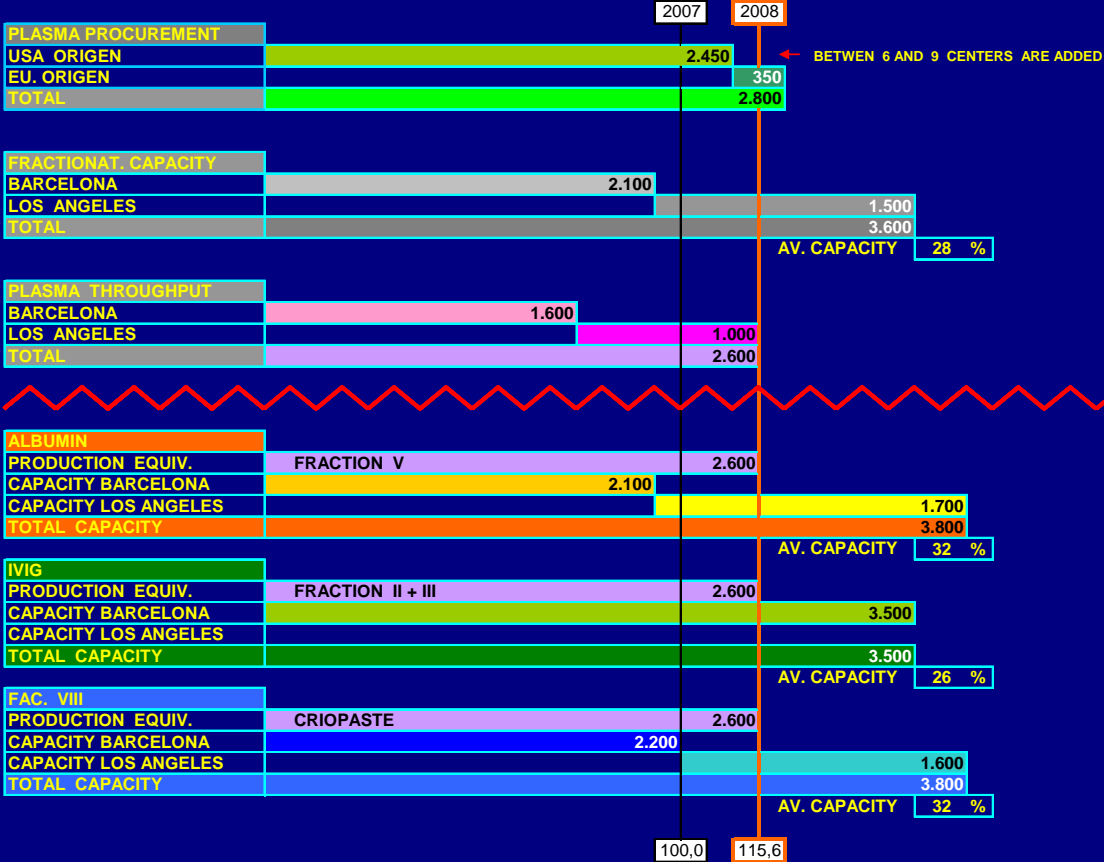 2007 2008
PLASMA PROCUREMENT
USA ORIGEN 2.450 BETWEN 6 AND 9 CENTERS ARE ADDED
EU. ORIGEN 350
TOTAL 2.800
FRACTIONAT. CAPACITY
BARCELONA 2.100
LOS ANGELES 1.500
TOTAL 3.600
AV. CAPACITY 28 %
PLASMA THROUGHPUT
BARCELONA 1.600
LOS ANGELES 1.000
TOTAL 2.600
ALBUMIN
PRODUCTION EQUIV. FRACTION V 2.600
CAPACITY BARCELONA 2.100
CAPACITY LOS ANGELES 1.700
TOTAL CAPACITY 3.800
AV. CAPACITY 32 %
IVIG
PRODUCTION EQUIV. FRACTION II + III 2.600
CAPACITY BARCELONA 3.500
CAPACITY LOS ANGELES
TOTAL CAPACITY 3.500
AV. CAPACITY 26 %
FAC. VIII
PRODUCTION EQUIV. CRIOPASTE 2.600
CAPACITY BARCELONA 2.200
CAPACITY LOS ANGELES 1.600
TOTAL CAPACITY 3.800
AV. CAPACITY 32 %
100,0 115,6